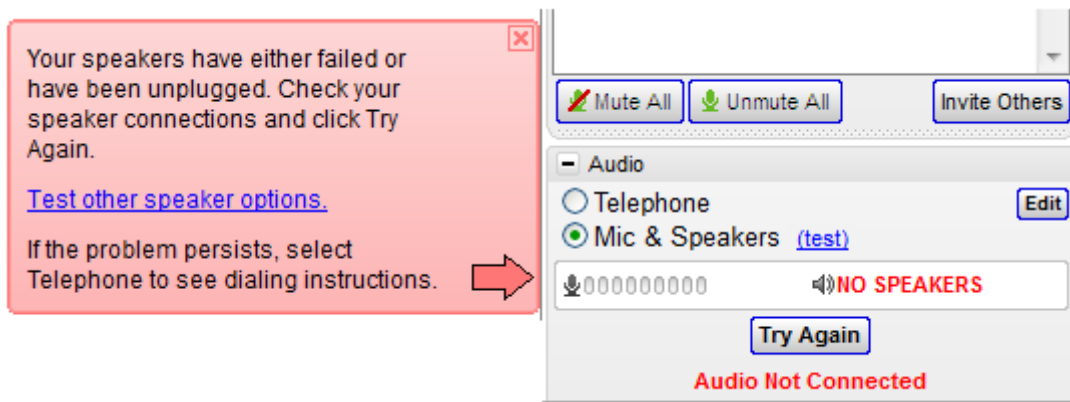 Your speakers have either failed or
have been unplugged. Check your
speaker connections and click Try
Again.
Test other speaker options.
If the problem persists, select
Telephone to see dialing instructions.
Mute All
Unmute All
Invite Others
Audio
Telephone
Edit
Mic & Speakers (test)
000000000
NO SPEAKERS
Try Again
Audio Not Connected